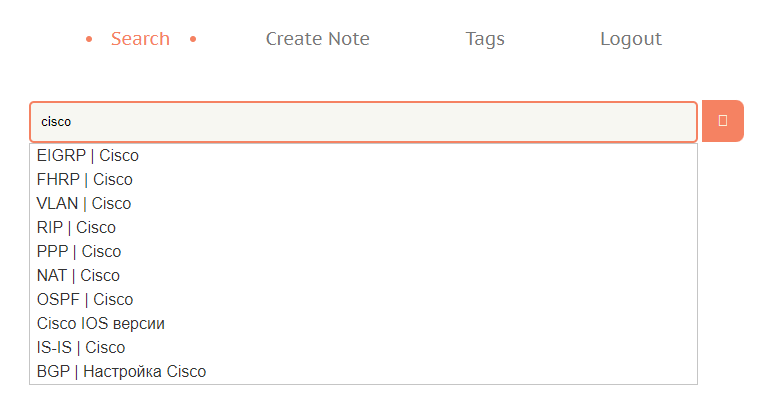 Search Create Note Tags Logout
cisco
EIGRP | Cisco
FHRP | Cisco
VLAN | Cisco
RIP | Cisco
PPP | Cisco
NAT | Cisco
OSPF | Cisco
Cisco IOS версии
IS-IS | Cisco
BGP | Настройка Cisco